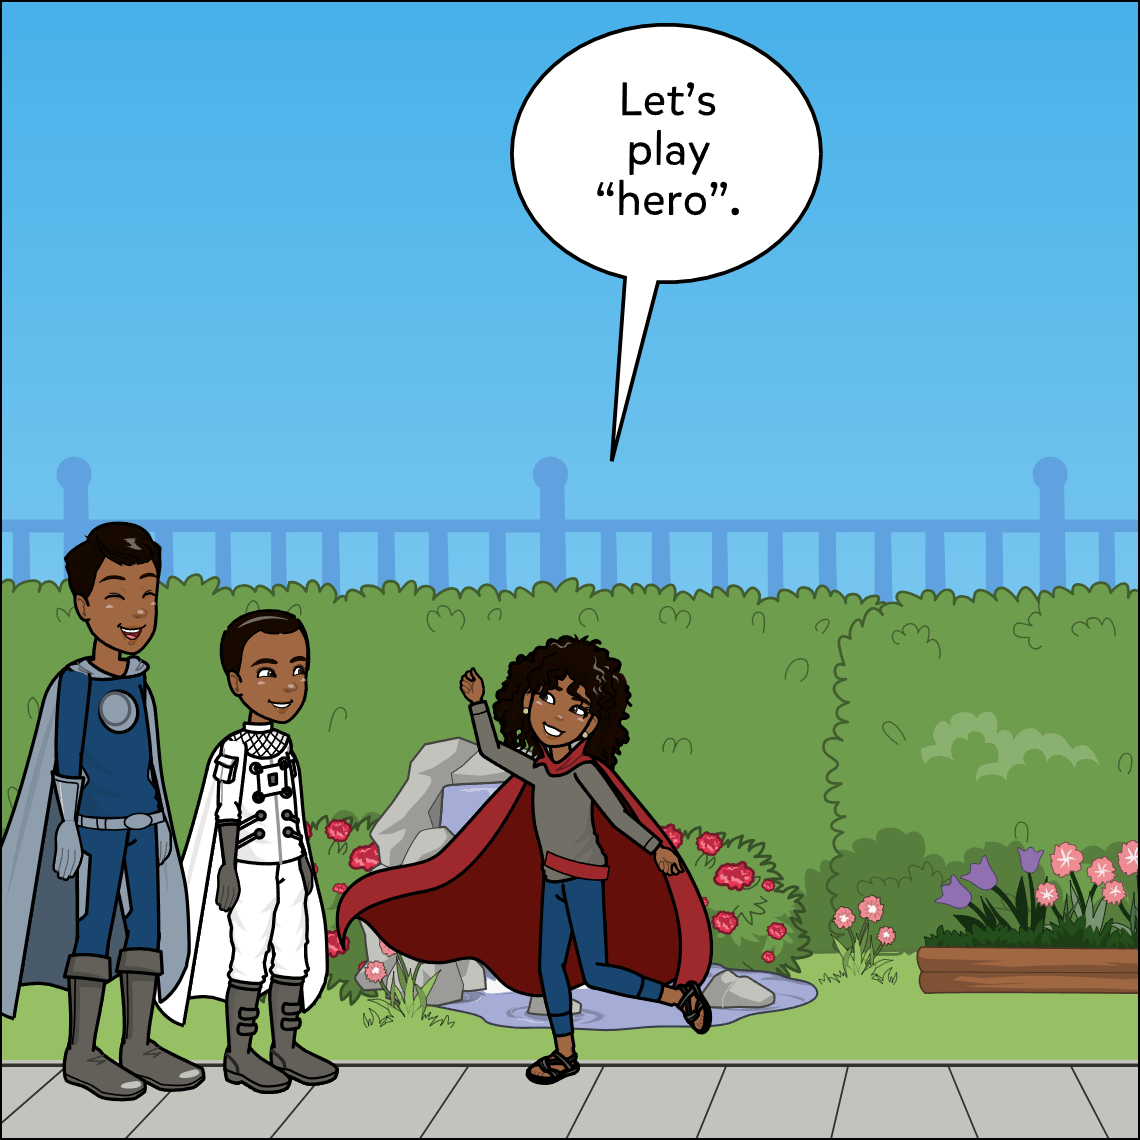 Let’s
play
“hero”.